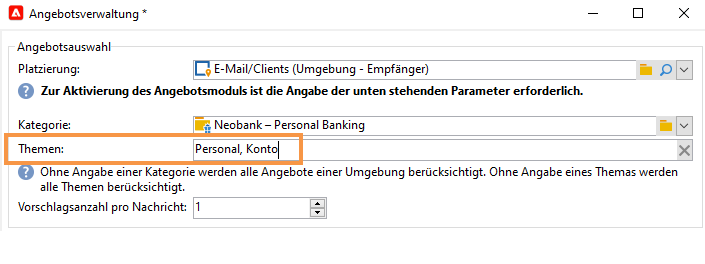 Angebotsverwaltung *
Angebotsauswahl
Platzierung: E-Mail/Clients (Umgebung - Empfänger)
Zur Aktivierung des Angebotsmoduls ist die Angabe der unten stehenden Parameter erforderlich.
Kategorie: Neobank – Personal Banking
Themen: Personal, Konto
Ohne Angabe einer Kategorie werden alle Angebote einer Umgebung berücksichtigt. Ohne Angabe eines Themas werden
alle Themen berücksichtigt.
Vorschlagsanzahl pro Nachricht: 1